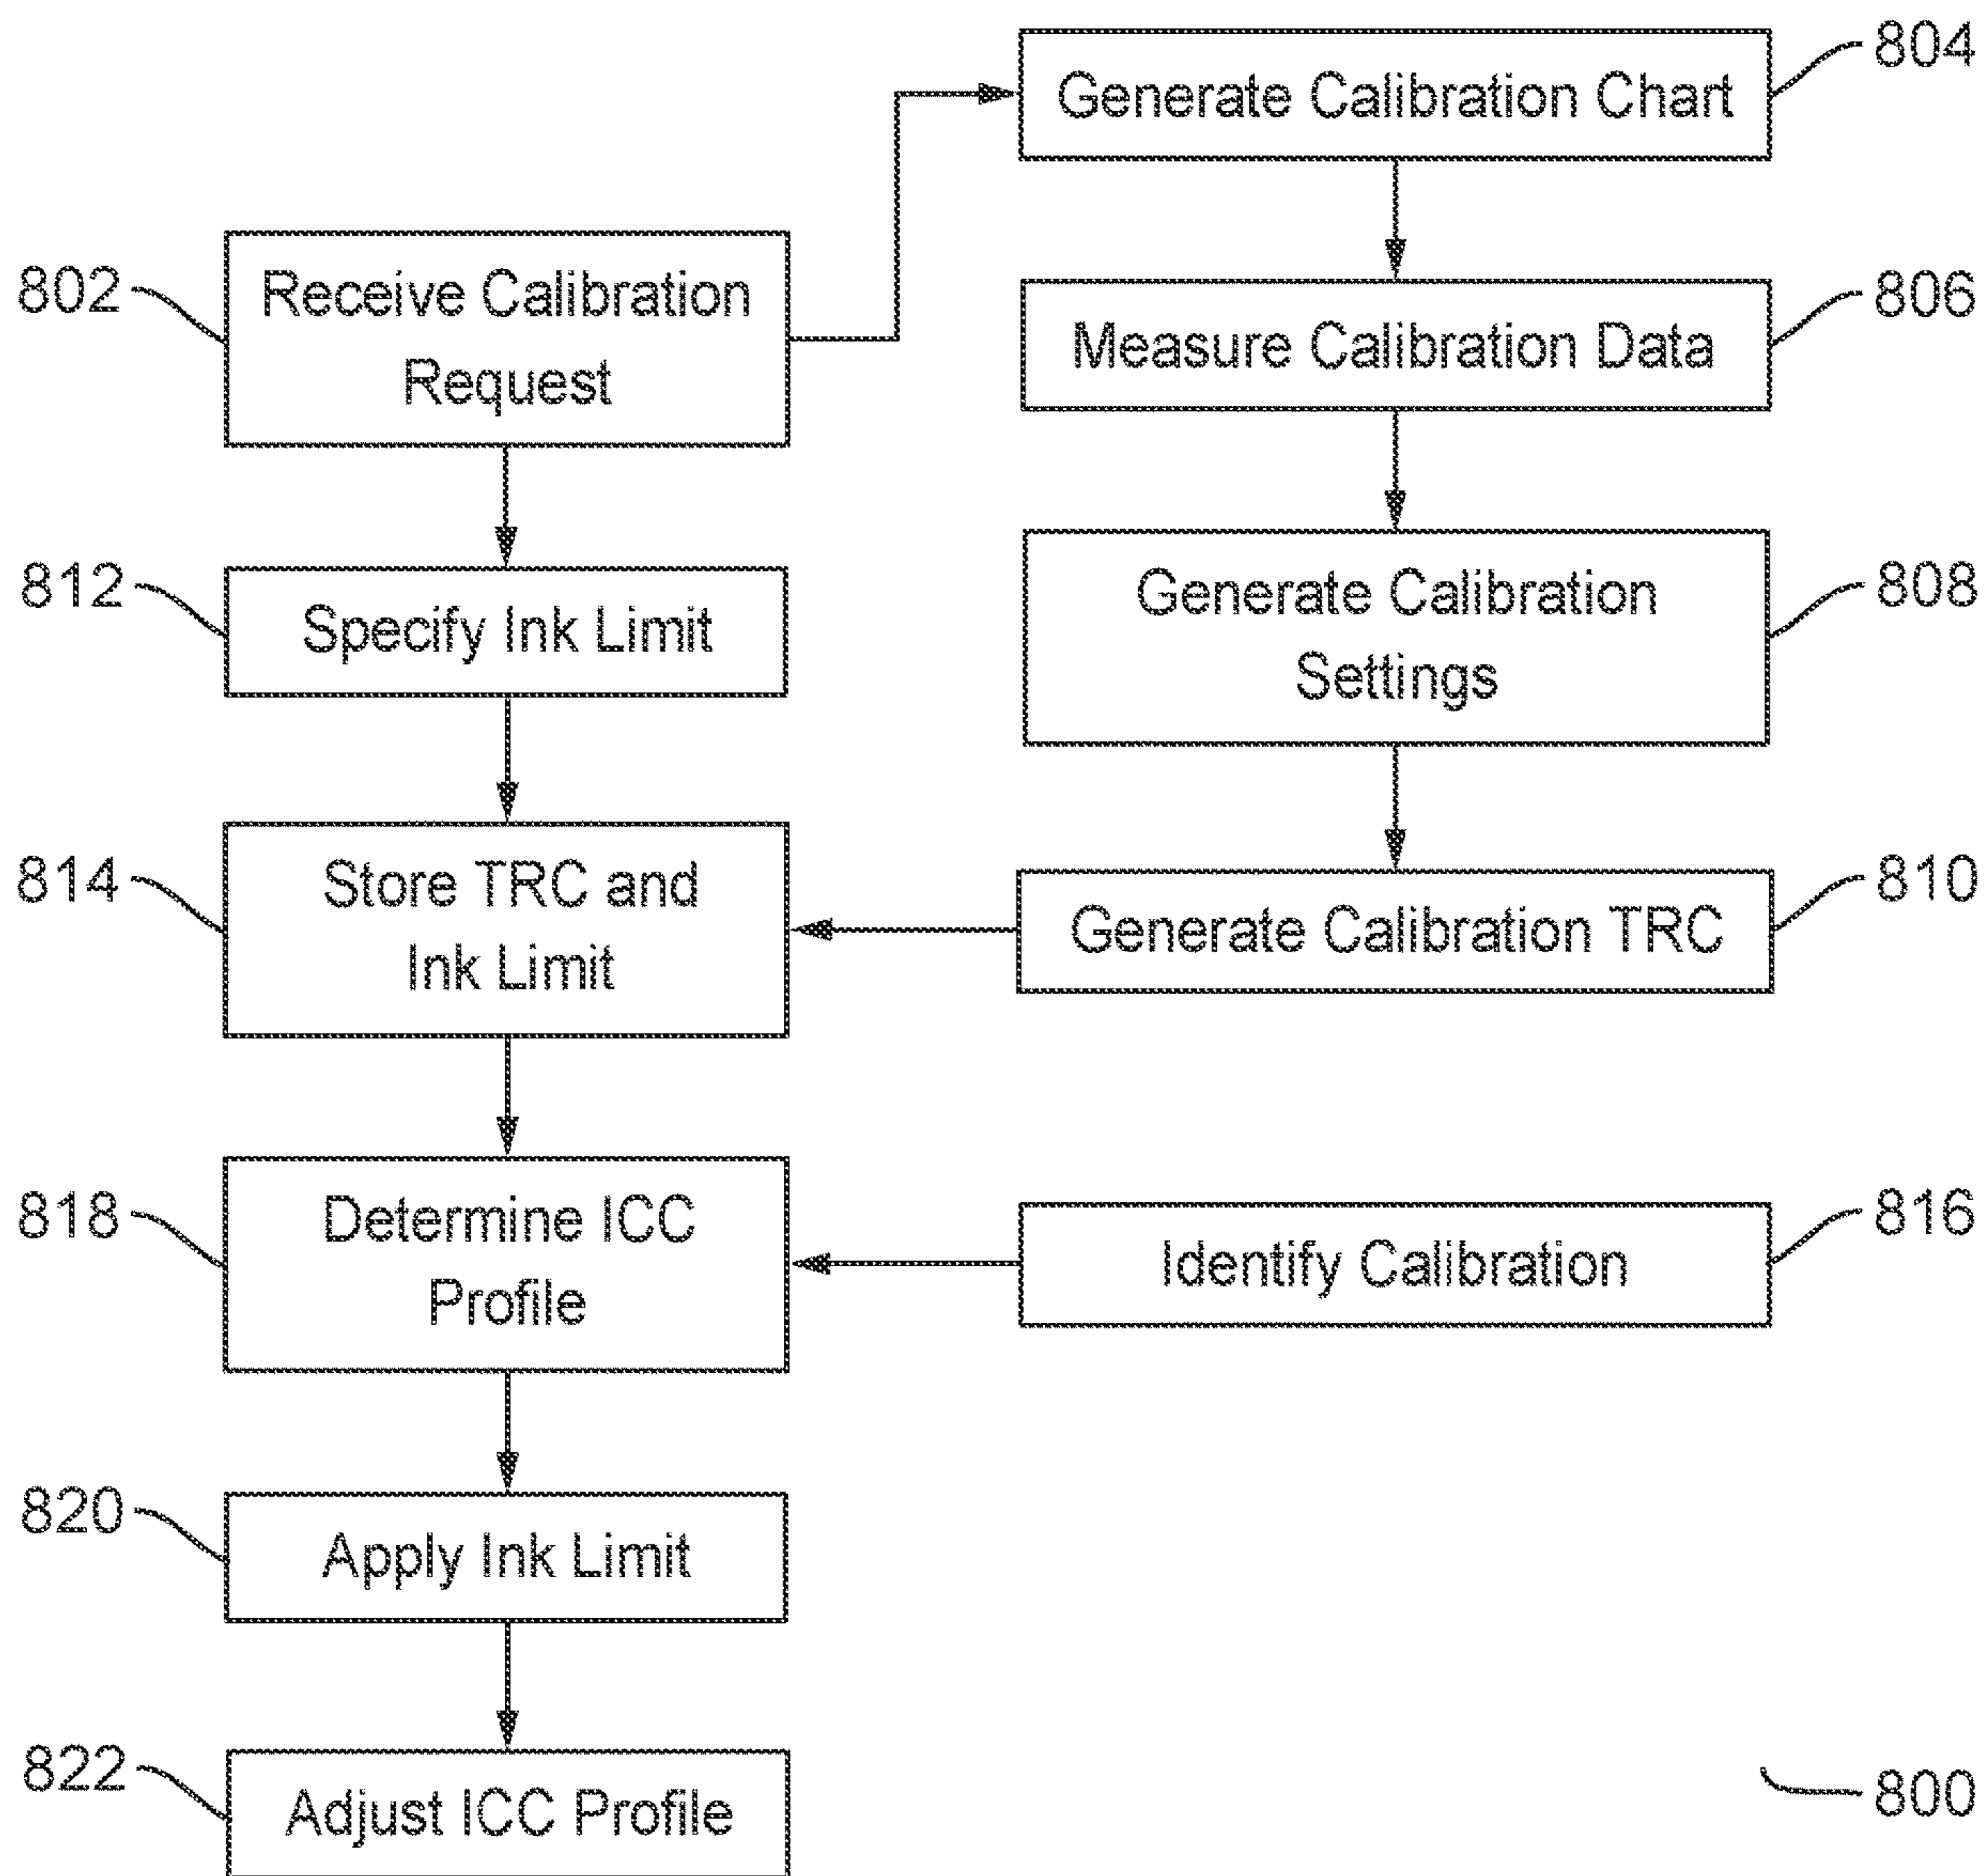 804
Generate Calibration Chart
802
Receive Calibration
Request
806
Measure Calibration Data
812
Specify Ink Limit
808
Generate Calibration
Settings
814
Store TRC and
Ink Limit
810
Generate Calibration TRC
818
Determine ICC
Profile
816
Identify Calibration
820
Apply Ink Limit
822
Adjust ICC Profile
800